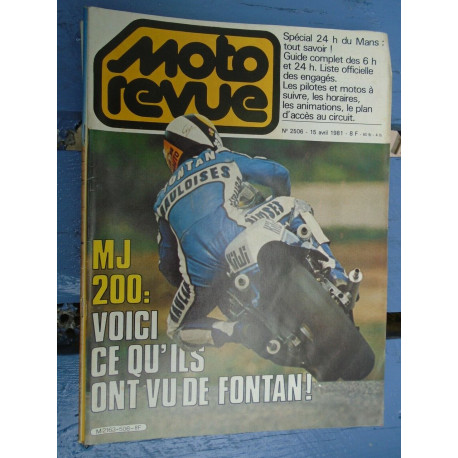 Moto
revue
Spécial 24 h du Mans :
tout savoir !
Guide complet des 6 h
et 24 h. Liste officielle
des engagés.
Les pilotes et motos à
suivre, les horaires,
les animations, le plan
d'accès au circuit.
N° 2506 - 15 avril 1981 - 8 F
FONTAN
GAULOISES
MJ
200:
VOICI
CE QU'ILS
ONT VU DE FONTAN!